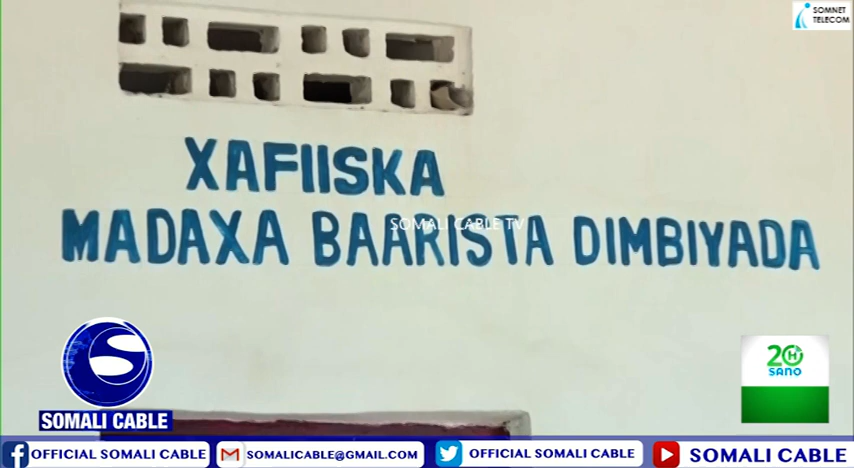 SOMNET
TELECOM
XAFIISKA
MADAXA BAARISTA DIMBIYADA
SOMALI CABLE TV
S
SOMALI CABLE
20 H
SANO
OFFICIAL SOMALI CABLE
SOMALICABLE@GMAIL.COM
OFFICIAL SOMALI CABLE
SOMALI CABLE